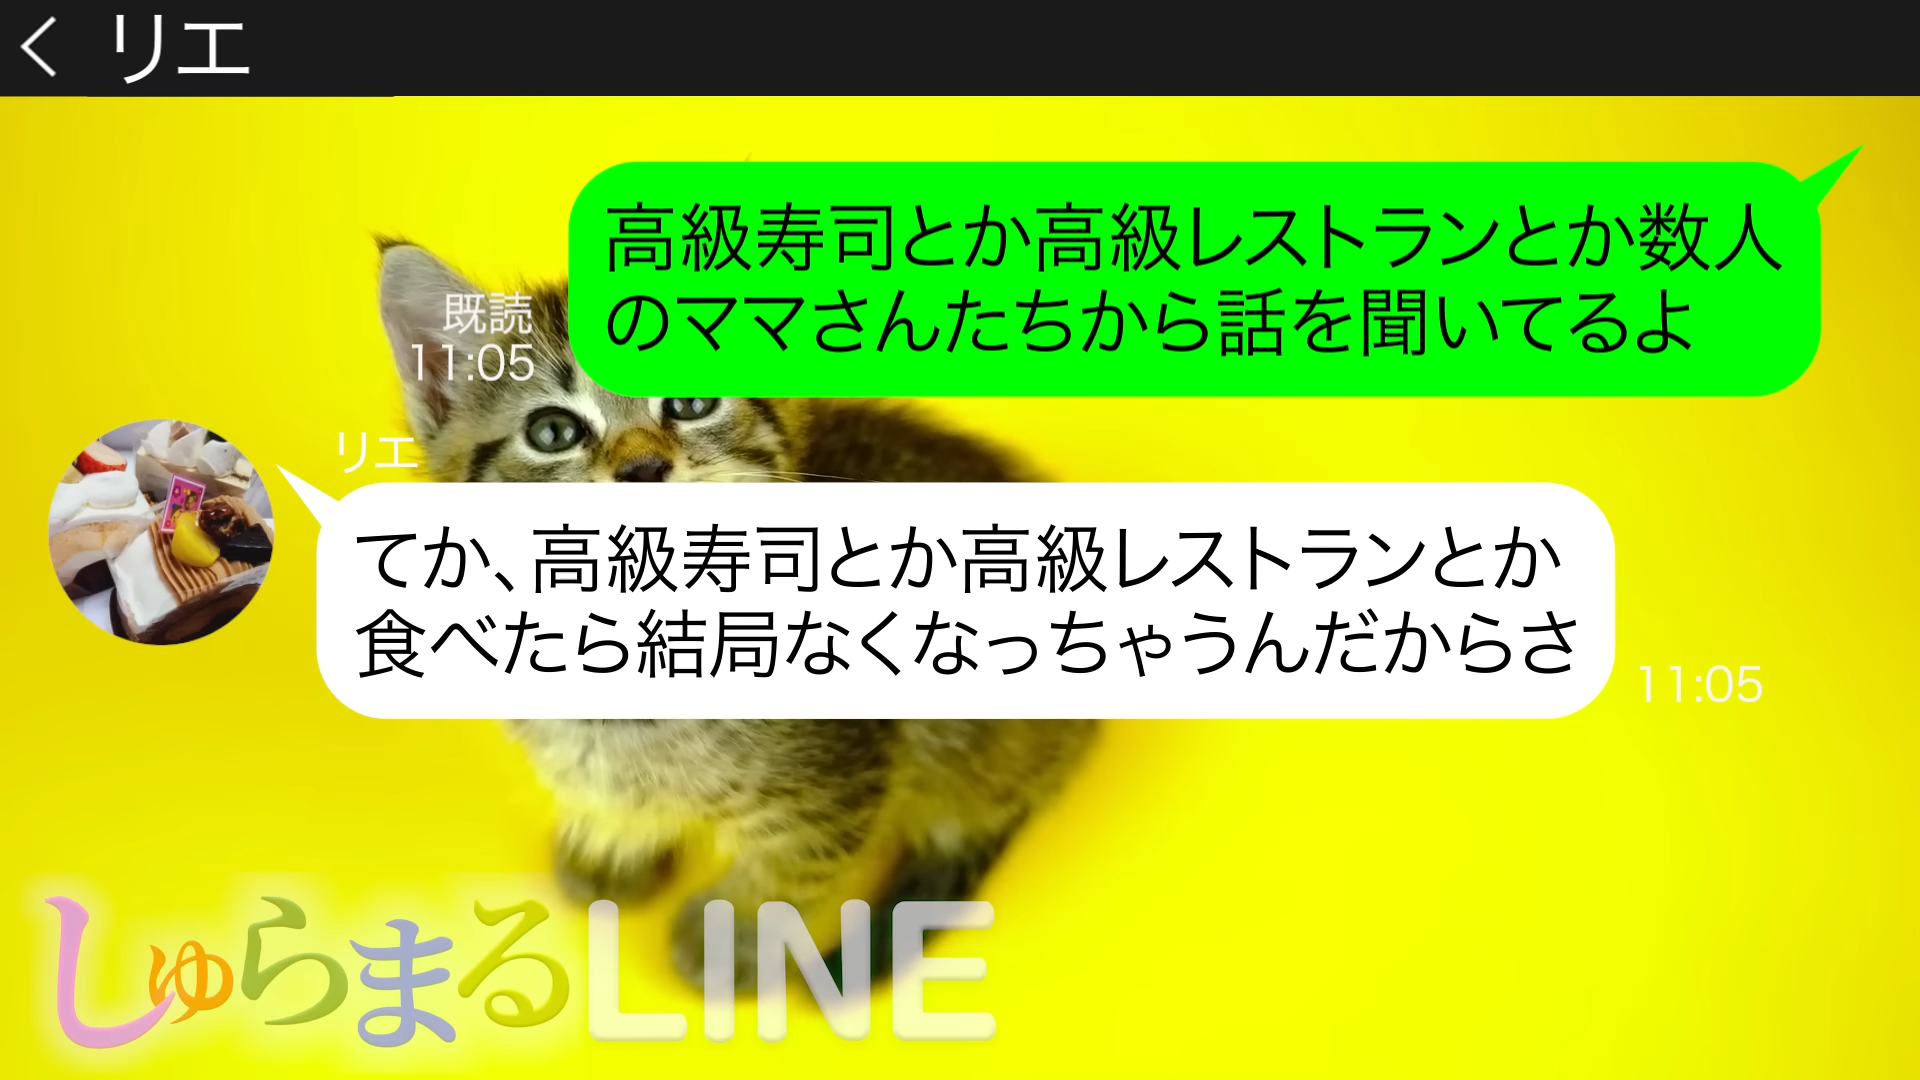 リエ
高級寿司とか高級レストランとか数人
のママさんたちから話を聞いてるよ
既読
11:05
リエ
てか、高級寿司とか高級レストランとか
食べたら結局なくなっちゃうんだからさ
11:05
しゅらまるLINE